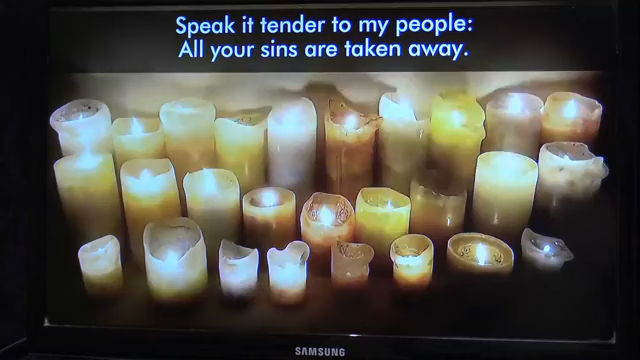 Speak it tender to my people:
All your sins are taken away.
SAMSUNG